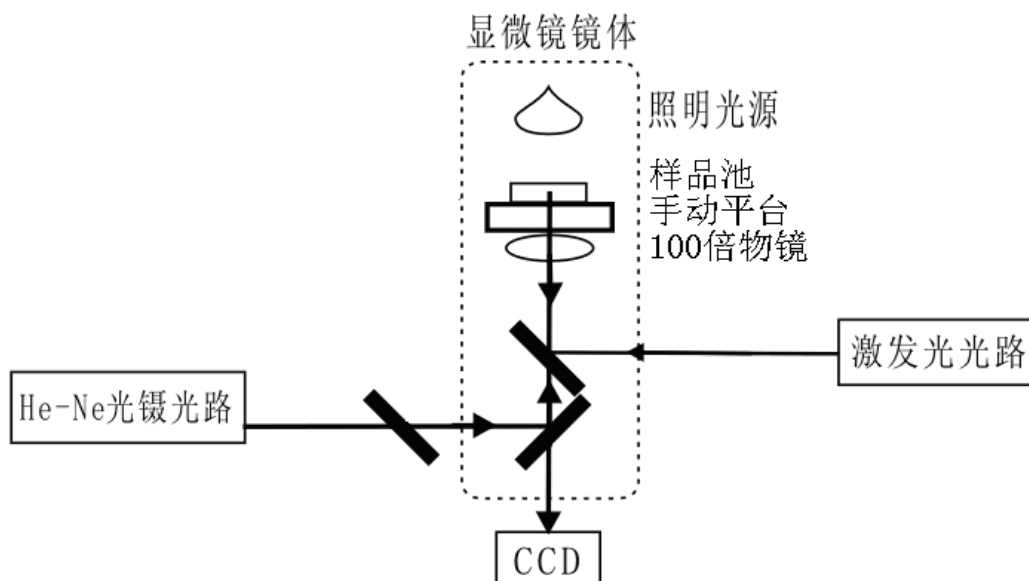 显微镜镜体
照明光源
样品池
手动平台
100倍物镜
激发光光路
He-Ne光镊光路
CCD